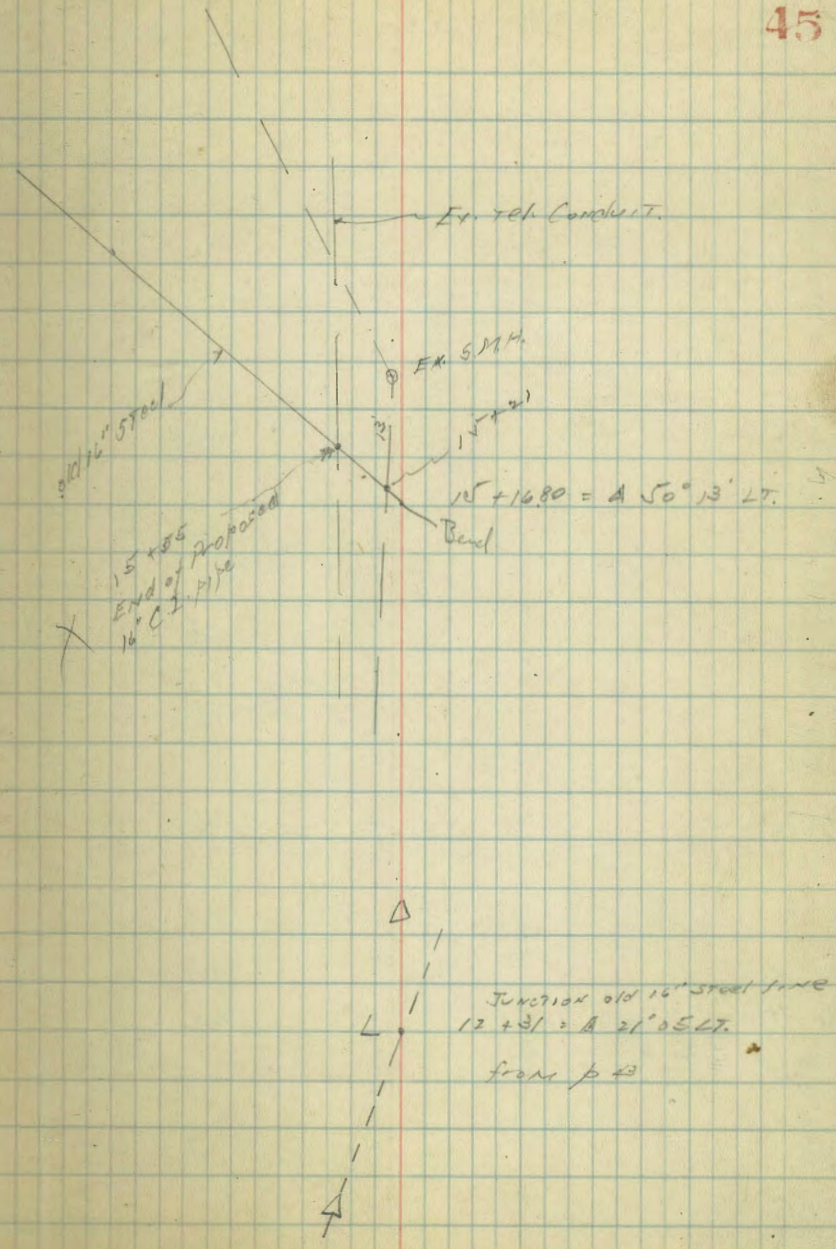 45
Ex. Tel. Conduit.
Ex. S.M.H.
old 16" Steel
15 + 21
15 + 16.80 = Δ 50° 13' LT.
Bend
15 + 55
End of proposed
16" C.I. pipe
Junction old 16" Steel Line
12 + 31 = Δ 21° 05 LT.
from p